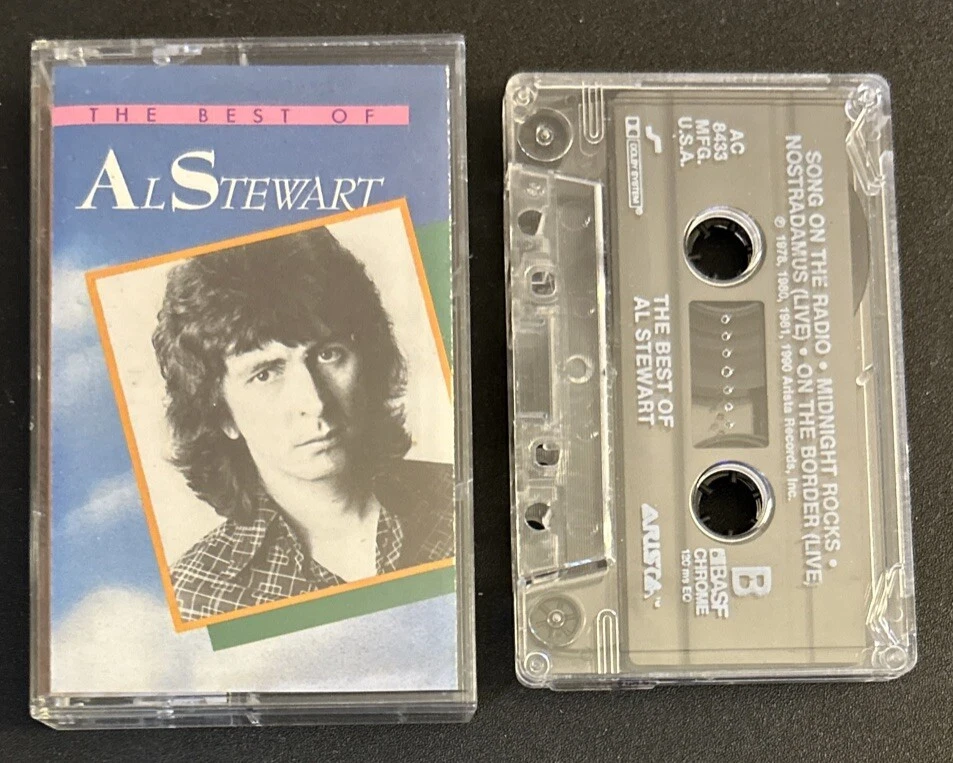 THE BEST OF
AL STEWART
SONG ON THE RADIO • MIDNIGHT ROCKS •
NOSTRADAMUS (LIVE) • ON THE BORDER (LIVE)
℗ 1978, 1980, 1981, 1990 Arista Records, Inc.
AC
8433
MFG.
U.S.A.
DOLBY SYSTEM
THE BEST OF
AL STEWART
B
BASF
CHROME
120 ms EQ
ARISTA™